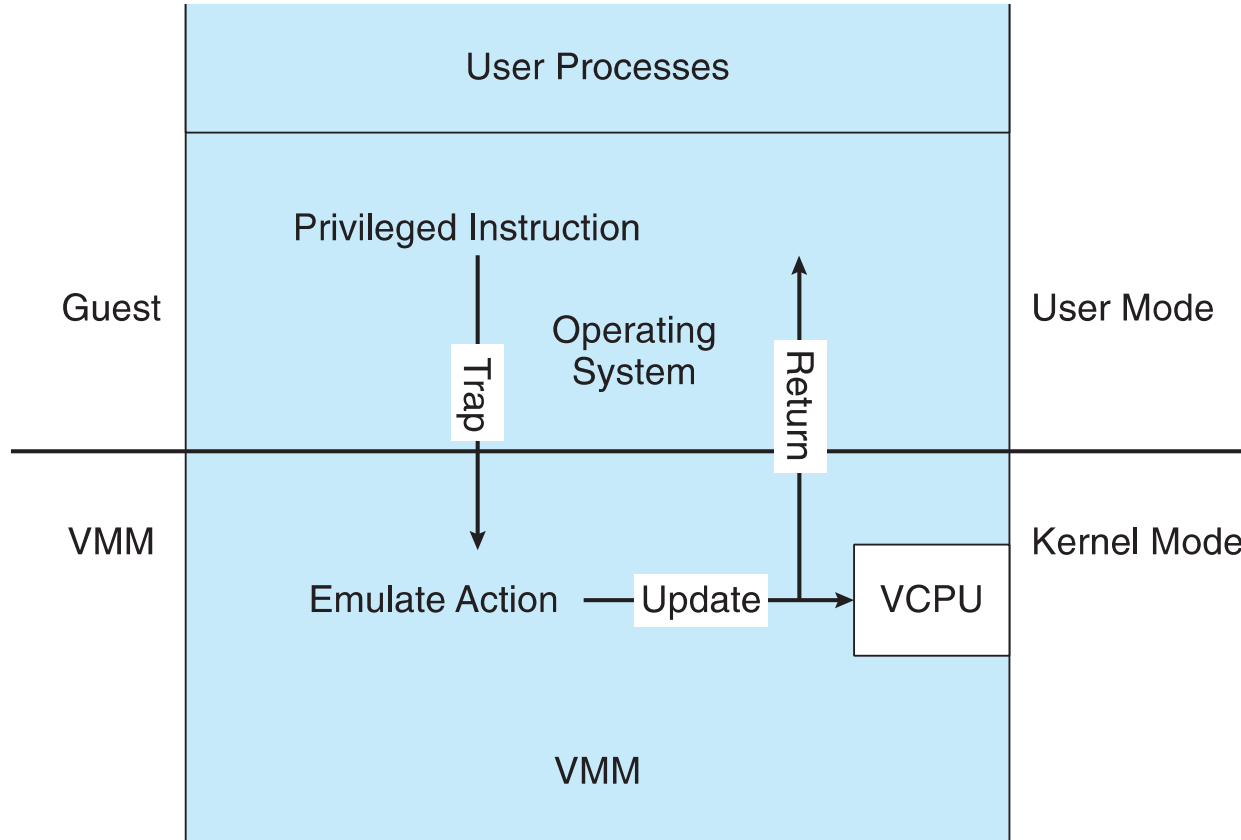 User Processes
Privileged Instruction
Guest
Operating
System
User Mode
Trap
Return
VMM
Kernel Mode
Emulate Action
Update
VCPU
VMM